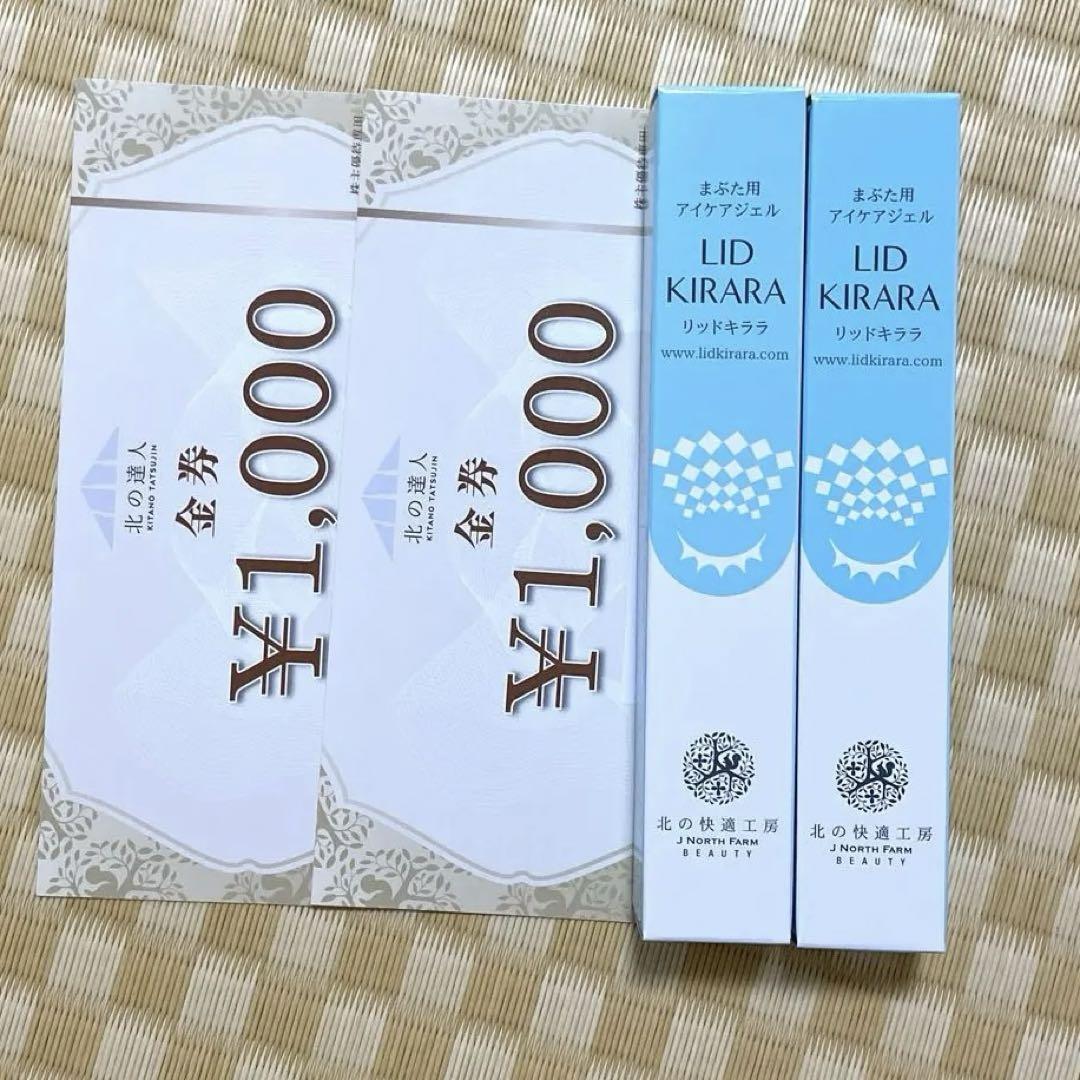 株主優待専用
北の達人
KITANO TATSUJIN
金券
¥1,000
株主優待専用
北の達人
KITANO TATSUJIN
金券
¥1,000
まぶた用
アイケアジェル
LID
KIRARA
リッドキララ
www.lidkirara.com
北の快適工房
J NORTH FARM
BEAUTY
まぶた用
アイケアジェル
LID
KIRARA
リッドキララ
www.lidkirara.com
北の快適工房
J NORTH FARM
BEAUTY